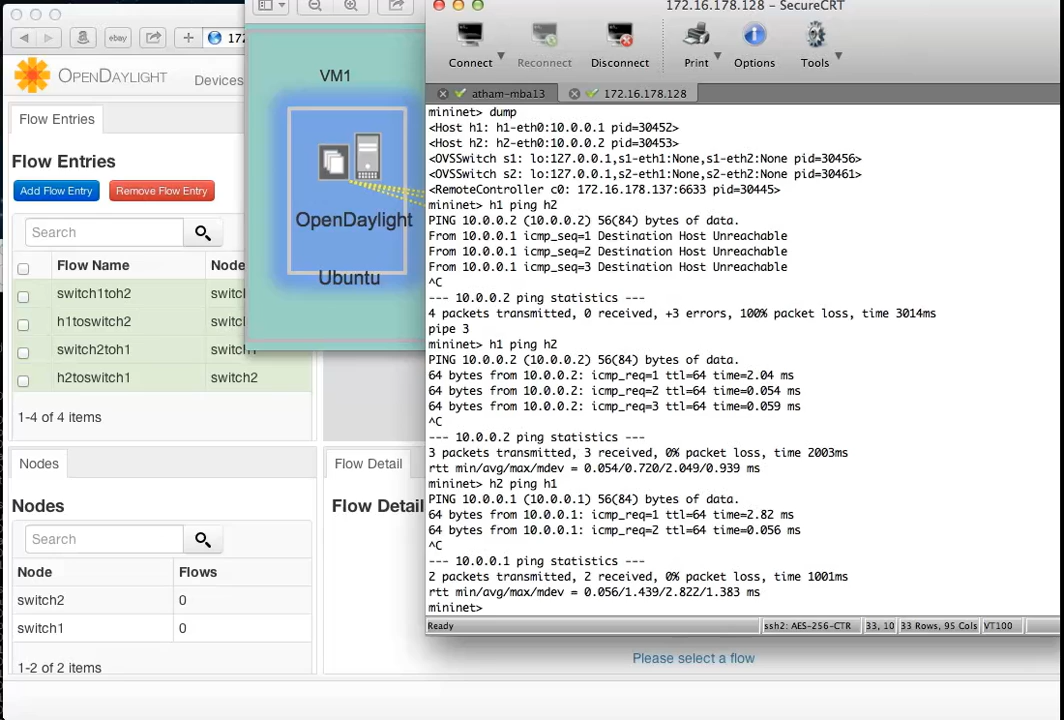 172.16.178.128 - SecureCRT
ebay
172
OPENDAYLIGHT
Devices
Flow Entries
Flow Entries
Add Flow Entry
Remove Flow Entry
Search
Flow Name
Node
switch1toh2
switch
h1toswitch2
switch
switch2toh1
switch1
h2toswitch1
switch2
1-4 of 4 items
Nodes
Nodes
Search
Node
Flows
switch2
0
switch1
0
1-2 of 2 items
Flow Detail
Flow Detail
Please select a flow
VM1
OpenDaylight
Ubuntu
Connect
Reconnect
Disconnect
Print
Options
Tools
atham-mba13
172.16.178.128
mininet> dump
<Host h1: h1-eth0:10.0.0.1 pid=30452>
<Host h2: h2-eth0:10.0.0.2 pid=30453>
<OVSSwitch s1: lo:127.0.0.1,s1-eth1:None,s1-eth2:None pid=30456>
<OVSSwitch s2: lo:127.0.0.1,s2-eth1:None,s2-eth2:None pid=30461>
<RemoteController c0: 172.16.178.137:6633 pid=30445>
mininet> h1 ping h2
PING 10.0.0.2 (10.0.0.2) 56(84) bytes of data.
From 10.0.0.1 icmp_seq=1 Destination Host Unreachable
From 10.0.0.1 icmp_seq=2 Destination Host Unreachable
From 10.0.0.1 icmp_seq=3 Destination Host Unreachable
^C
--- 10.0.0.2 ping statistics ---
4 packets transmitted, 0 received, +3 errors, 100% packet loss, time 3014ms
pipe 3
mininet> h1 ping h2
PING 10.0.0.2 (10.0.0.2) 56(84) bytes of data.
64 bytes from 10.0.0.2: icmp_req=1 ttl=64 time=2.04 ms
64 bytes from 10.0.0.2: icmp_req=2 ttl=64 time=0.054 ms
64 bytes from 10.0.0.2: icmp_req=3 ttl=64 time=0.059 ms
^C
--- 10.0.0.2 ping statistics ---
3 packets transmitted, 3 received, 0% packet loss, time 2003ms
rtt min/avg/max/mdev = 0.054/0.720/2.049/0.939 ms
mininet> h2 ping h1
PING 10.0.0.1 (10.0.0.1) 56(84) bytes of data.
64 bytes from 10.0.0.1: icmp_req=1 ttl=64 time=2.82 ms
64 bytes from 10.0.0.1: icmp_req=2 ttl=64 time=0.056 ms
^C
--- 10.0.0.1 ping statistics ---
2 packets transmitted, 2 received, 0% packet loss, time 1001ms
rtt min/avg/max/mdev = 0.056/1.439/2.822/1.383 ms
mininet>
Ready
ssh2: AES-256-CTR
33, 10
33 Rows, 95 Cols
VT100